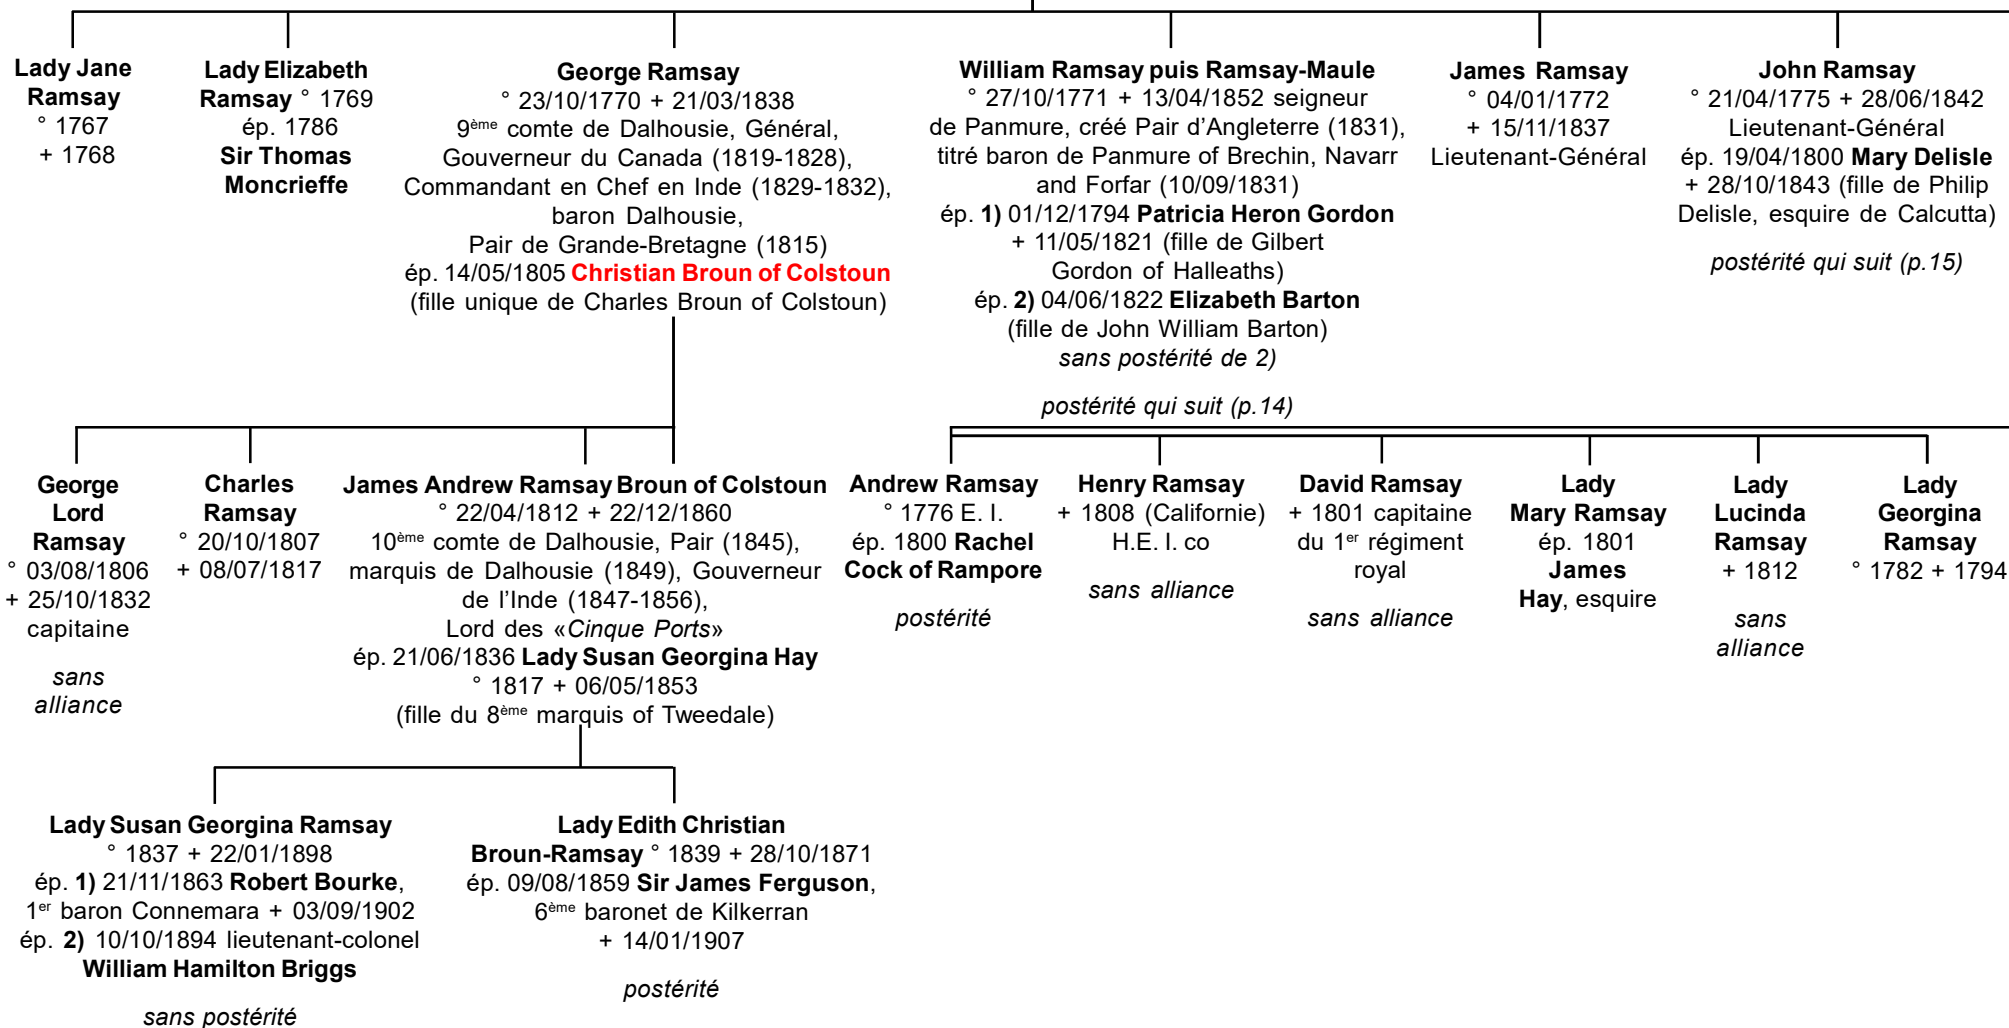 Lady Jane
Ramsay
° 1767
+ 1768
Lady Elizabeth
Ramsay ° 1769
ép. 1786
Sir Thomas
Moncrieffe
George Ramsay
° 23/10/1770 + 21/03/1838
9ème comte de Dalhousie, Général,
Gouverneur du Canada (1819-1828),
Commandant en Chef en Inde (1829-1832),
baron Dalhousie,
Pair de Grande-Bretagne (1815)
ép. 14/05/1805 Christian Broun of Colstoun
(fille unique de Charles Broun of Colstoun)
William Ramsay puis Ramsay-Maule
° 27/10/1771 + 13/04/1852 seigneur
de Panmure, créé Pair d'Angleterre (1831),
titré baron de Panmure of Brechin, Navarr
and Forfar (10/09/1831)
ép. 1) 01/12/1794 Patricia Heron Gordon
+ 11/05/1821 (fille de Gilbert
Gordon of Halleaths)
ép. 2) 04/06/1822 Elizabeth Barton
(fille de John William Barton)
sans postérité de 2)
postérité qui suit (p.14)
James Ramsay
° 04/01/1772
+ 15/11/1837
Lieutenant-Général
John Ramsay
° 21/04/1775 + 28/06/1842
Lieutenant-Général
ép. 19/04/1800 Mary Delisle
+ 28/10/1843 (fille de Philip
Delisle, esquire de Calcutta)
postérité qui suit (p.15)
George
Lord
Ramsay
° 03/08/1806
+ 25/10/1832
capitaine
sans
alliance
Charles
Ramsay
° 20/10/1807
+ 08/07/1817
James Andrew Ramsay Broun of Colstoun
° 22/04/1812 + 22/12/1860
10ème comte de Dalhousie, Pair (1845),
marquis de Dalhousie (1849), Gouverneur
de l'Inde (1847-1856),
Lord des «Cinque Ports»
ép. 21/06/1836 Lady Susan Georgina Hay
° 1817 + 06/05/1853
(fille du 8ème marquis of Tweedale)
Andrew Ramsay
° 1776 E. I.
ép. 1800 Rachel
Cock of Rampore
postérité
Henry Ramsay
+ 1808 (Californie)
H.E. I. co
sans alliance
David Ramsay
+ 1801 capitaine
du 1er régiment
royal
sans alliance
Lady
Mary Ramsay
ép. 1801
James
Hay, esquire
Lady
Lucinda
Ramsay
+ 1812
sans
alliance
Lady
Georgina
Ramsay
° 1782 + 1794
Lady Susan Georgina Ramsay
° 1837 + 22/01/1898
ép. 1) 21/11/1863 Robert Bourke,
1er baron Connemara + 03/09/1902
ép. 2) 10/10/1894 lieutenant-colonel
William Hamilton Briggs
sans postérité
Lady Edith Christian
Broun-Ramsay ° 1839 + 28/10/1871
ép. 09/08/1859 Sir James Ferguson,
6ème baronet de Kilkerran
+ 14/01/1907
postérité